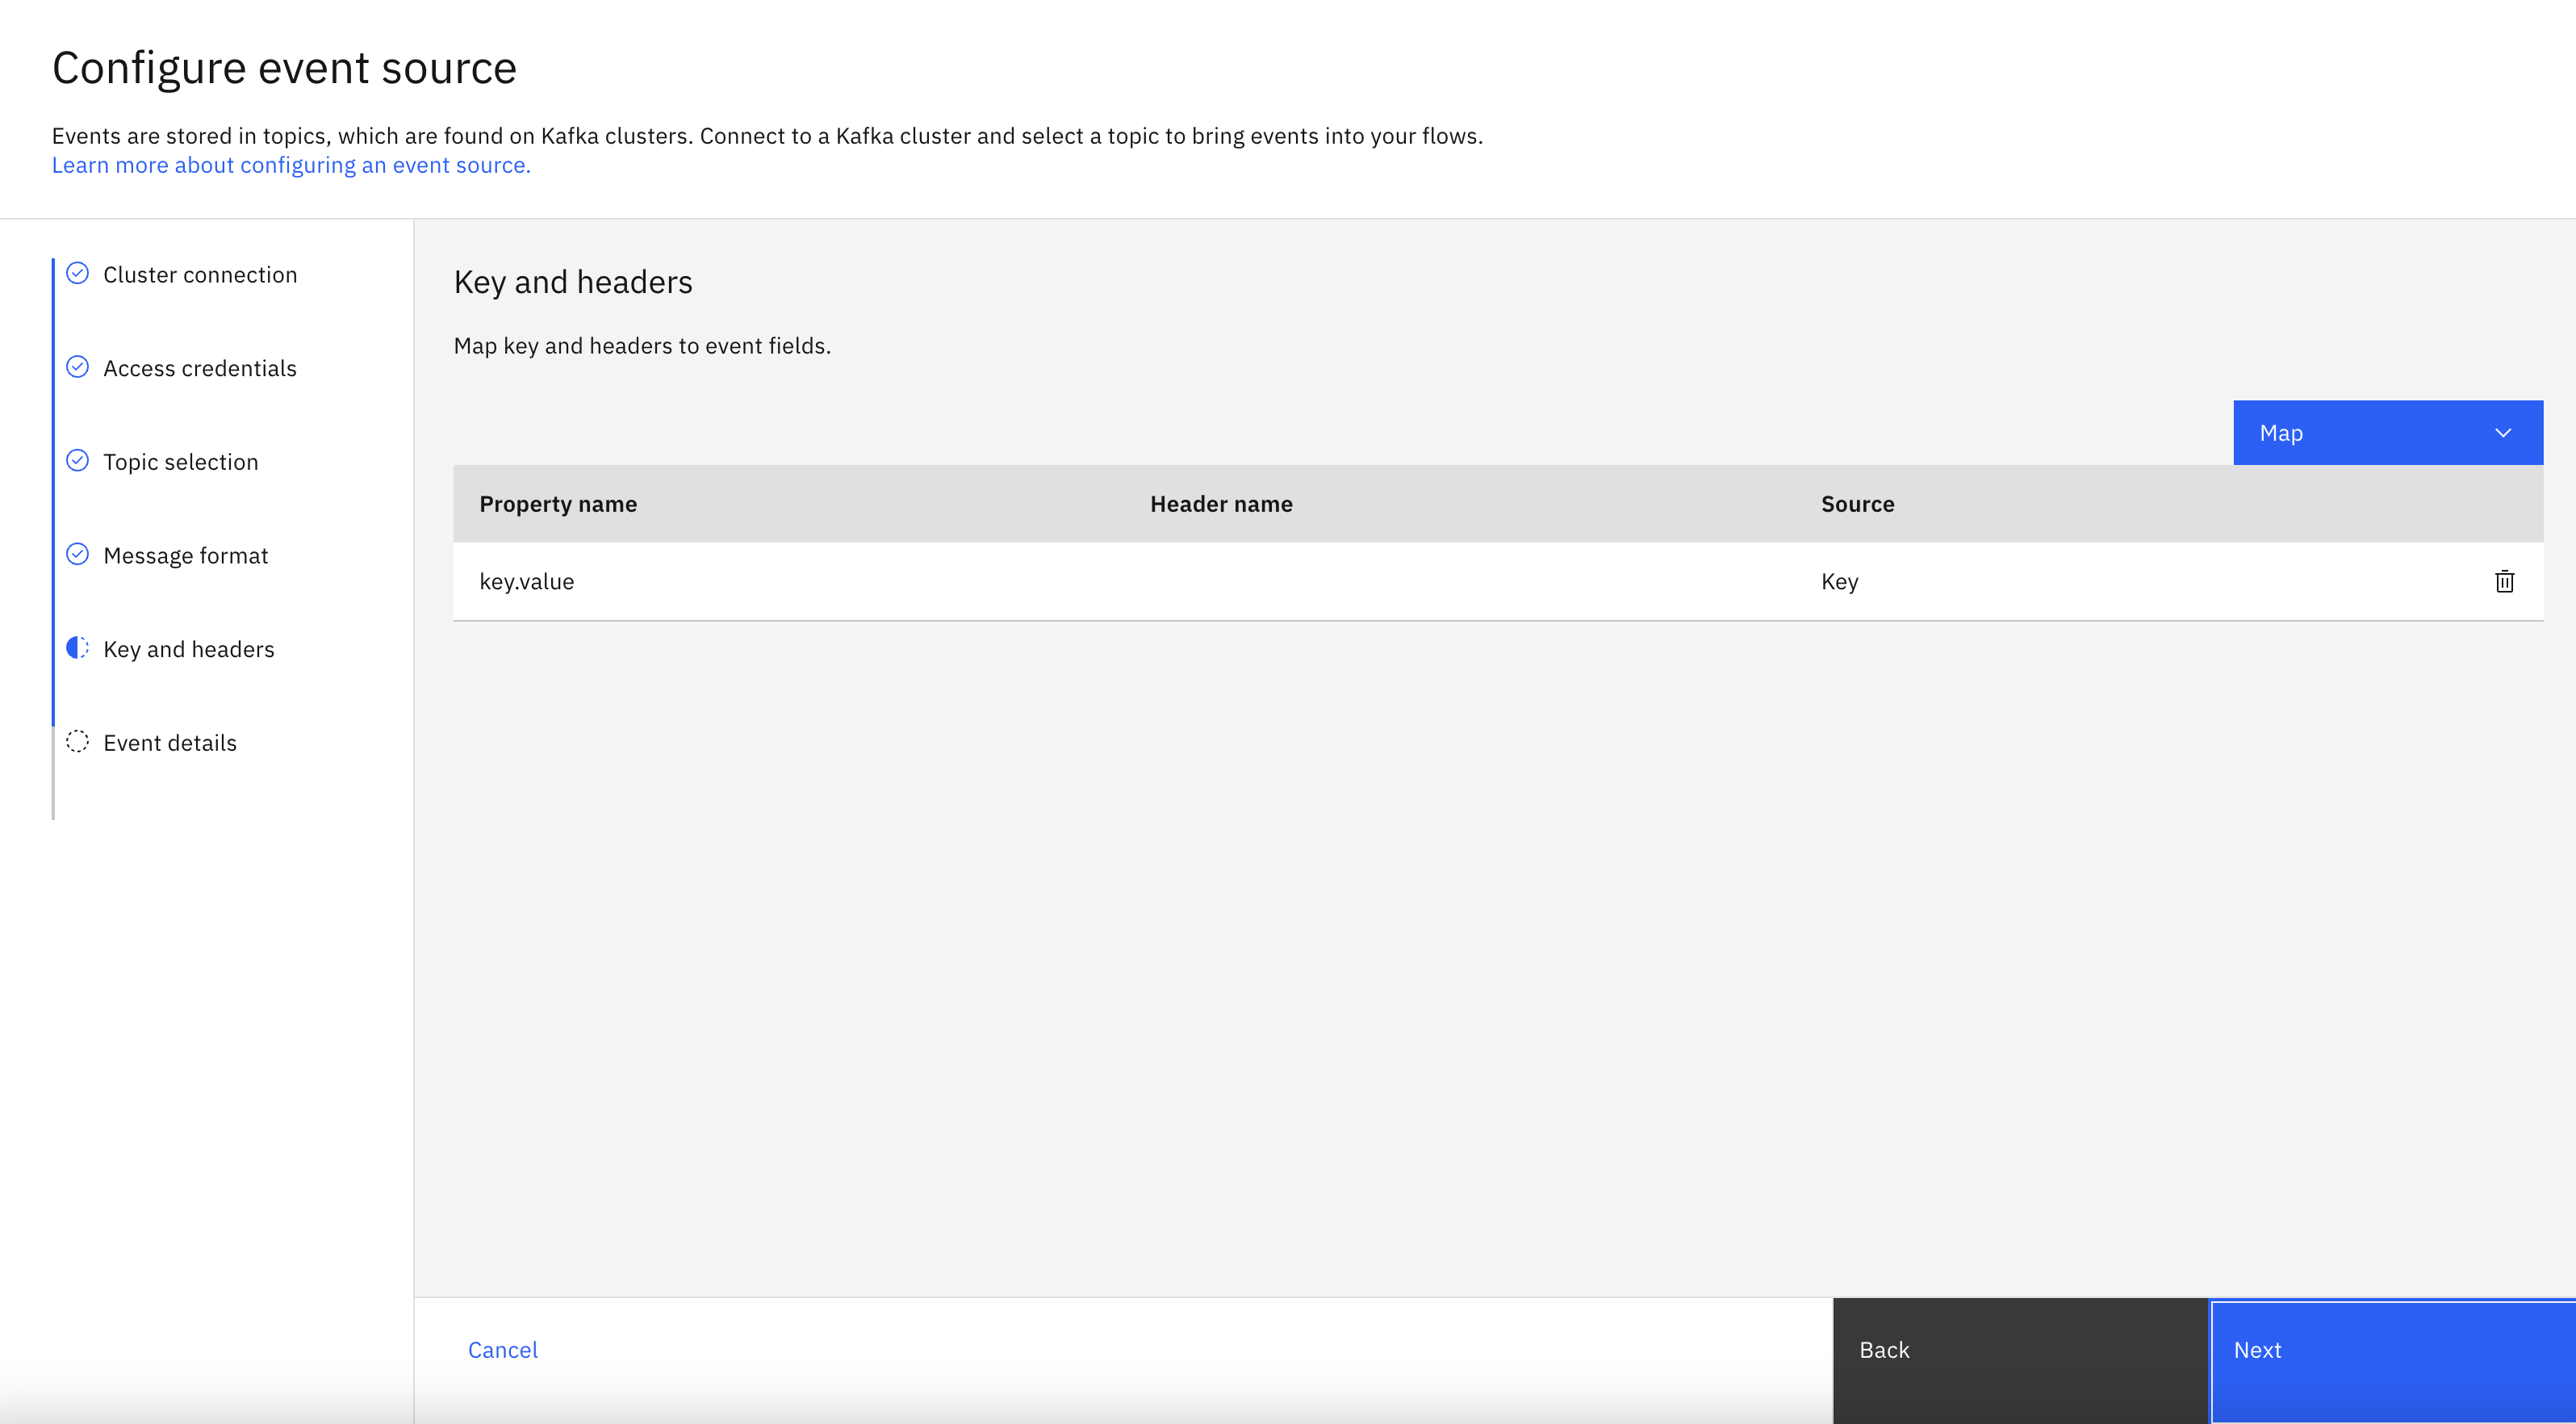 Configure event source
Events are stored in topics, which are found on Kafka clusters. Connect to a Kafka cluster and select a topic to bring events into your flows.
Learn more about configuring an event source.
Cluster connection
Access credentials
Topic selection
Message format
Key and headers
Event details
Key and headers
Map key and headers to event fields.
Map
Property name Header name Source
key.value Key
Cancel Back Next